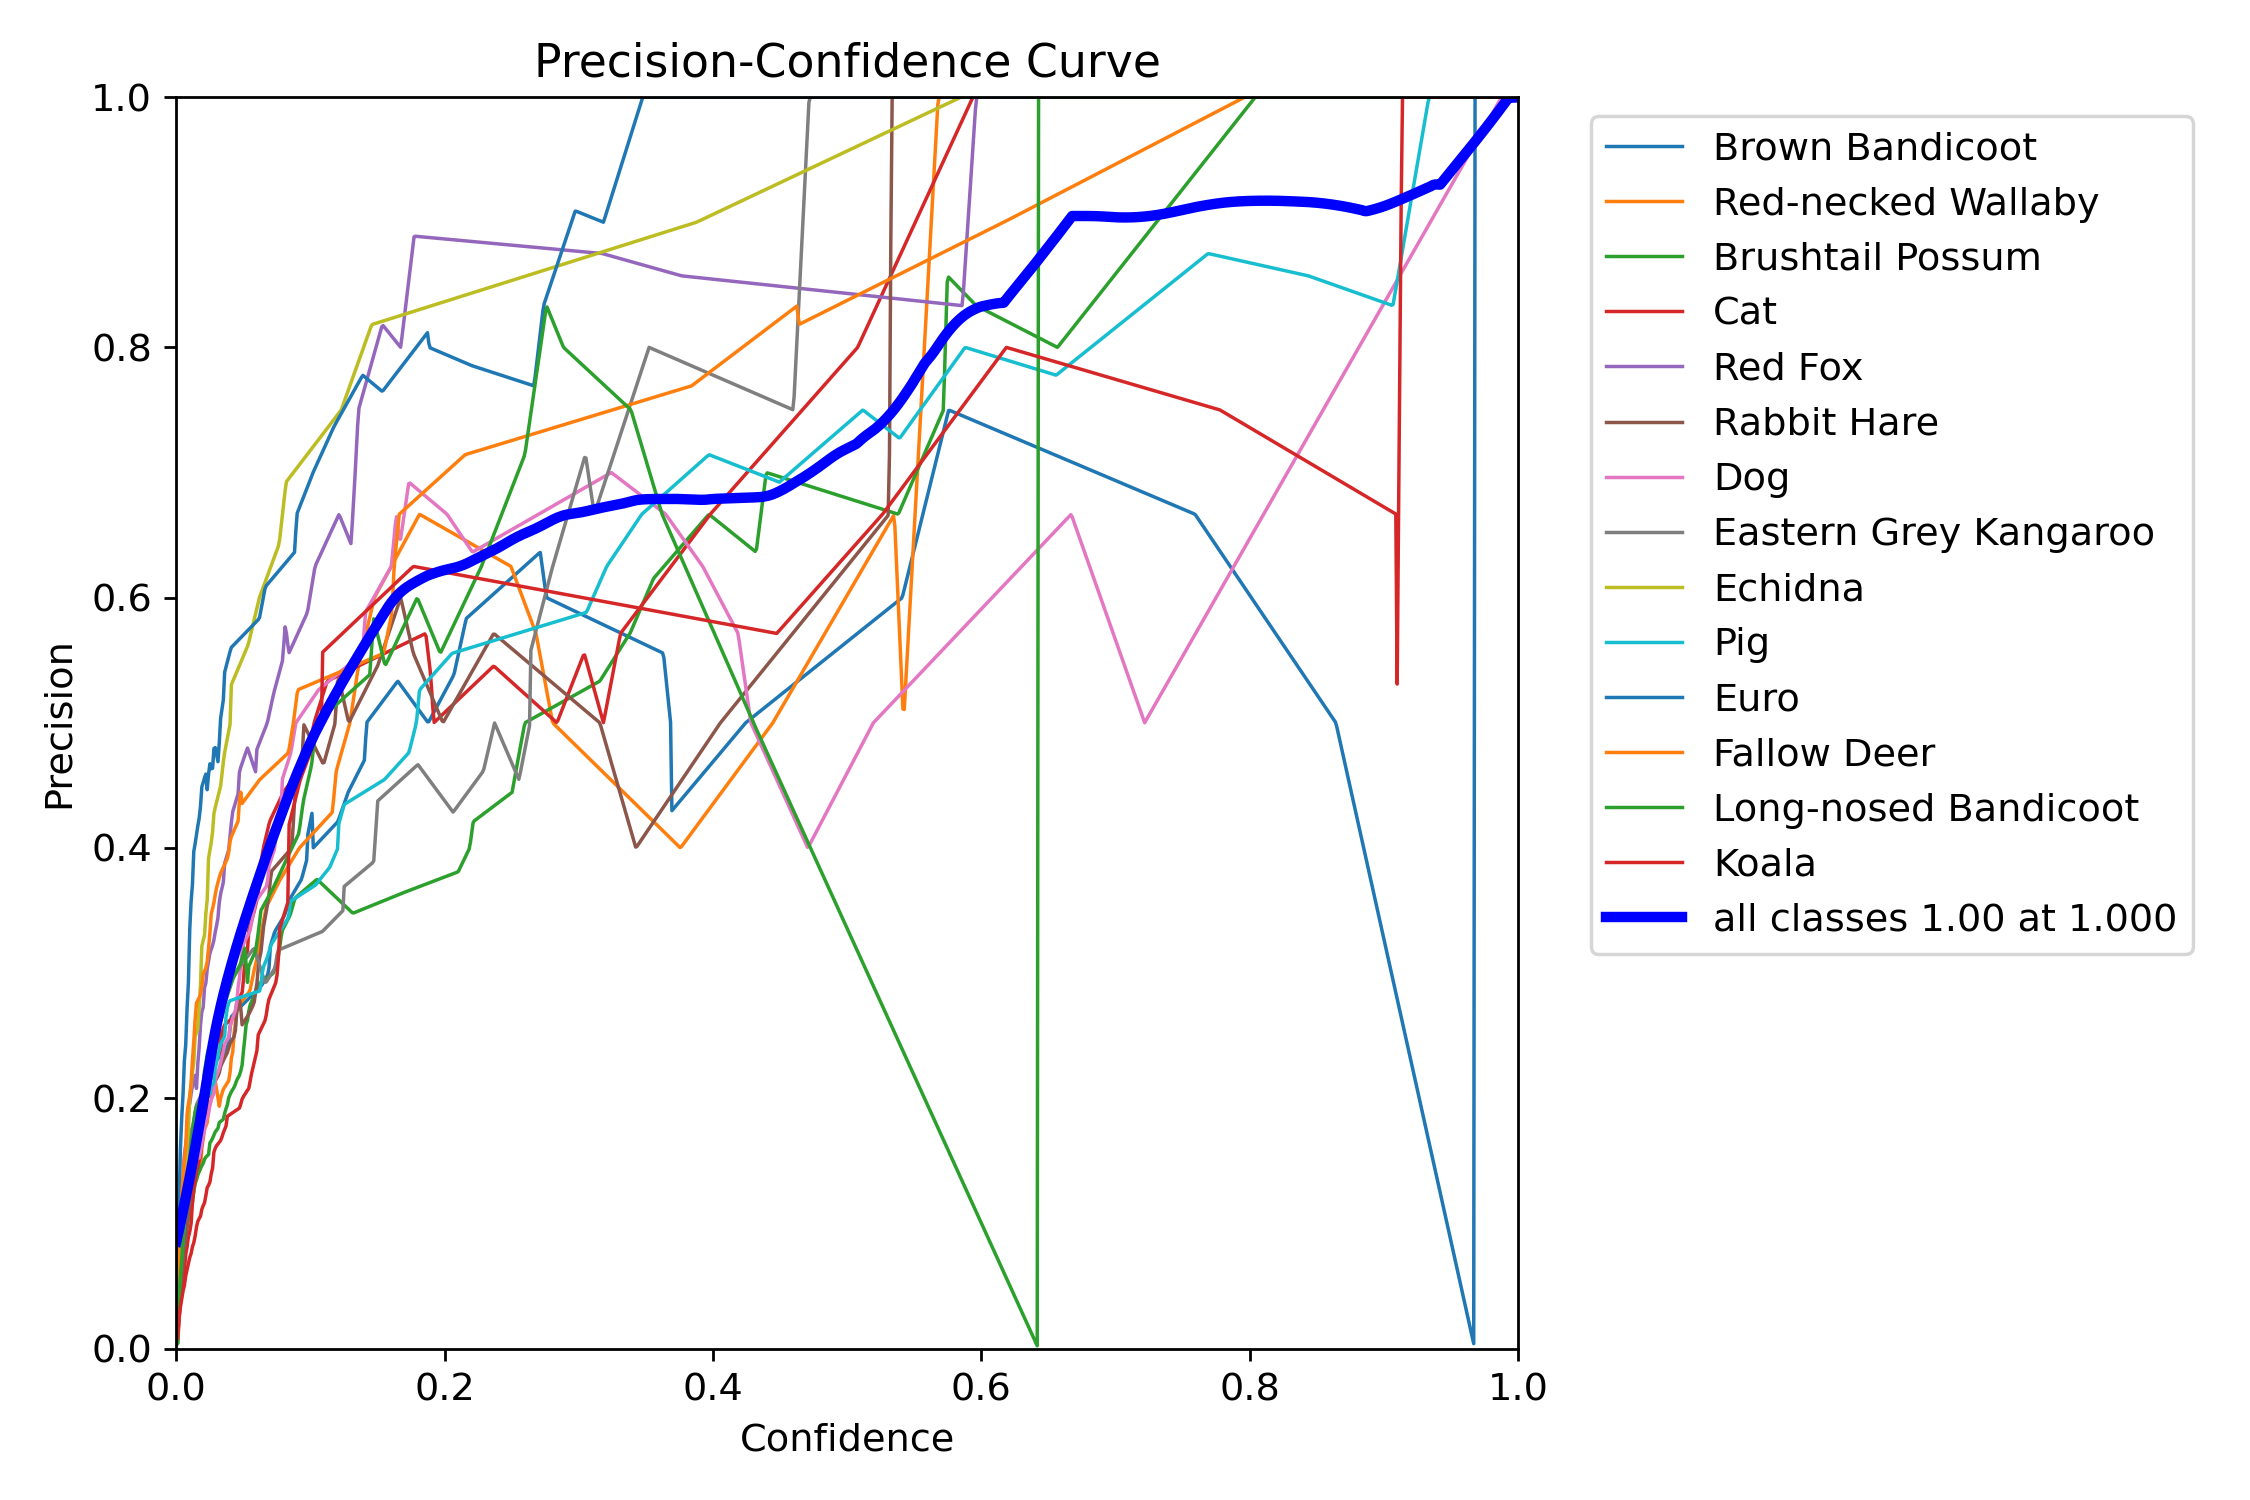 Precision-Confidence Curve
1.0
0.8
0.6
0.4
0.2
0.0
Precision
0.0 0.2 0.4 0.6 0.8 1.0
Confidence
Brown Bandicoot
Red-necked Wallaby
Brushtail Possum
Cat
Red Fox
Rabbit Hare
Dog
Eastern Grey Kangaroo
Echidna
Pig
Euro
Fallow Deer
Long-nosed Bandicoot
Koala
all classes 1.00 at 1.000